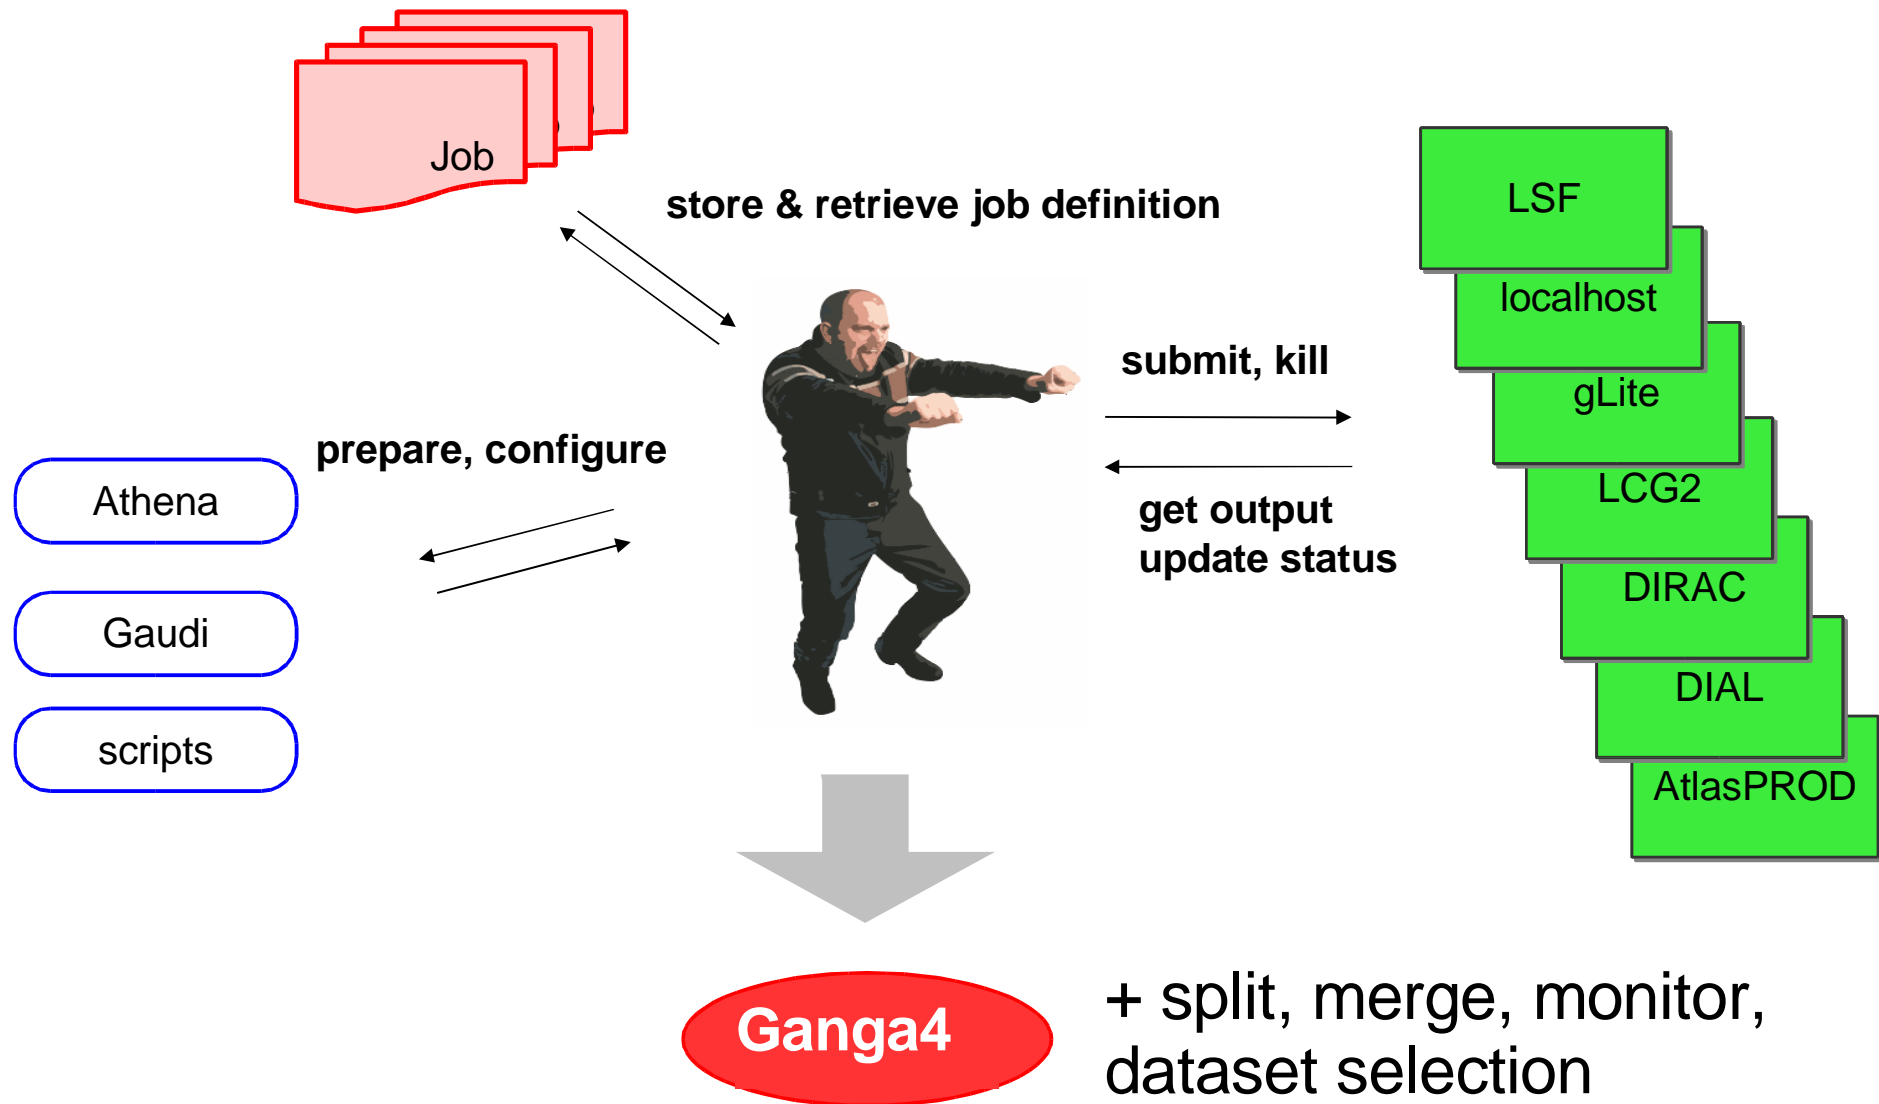 Job
store & retrieve job definition
LSF
localhost
submit, kill
gLite
prepare, configure
LCG2
Athena
get output
update status
DIRAC
Gaudi
DIAL
scripts
AtlasPROD
Ganga4
+ split, merge, monitor,
dataset selection